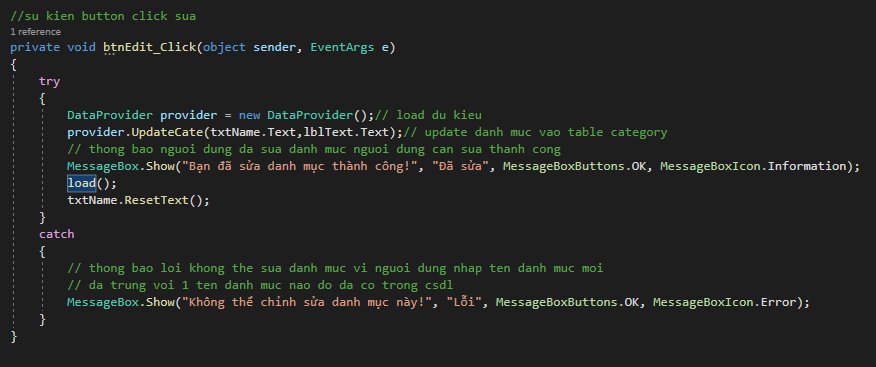 //su kien button click sua
1 reference
private void btnEdit_Click(object sender, EventArgs e)
{
try
{
DataProvider provider = new DataProvider();// load du kieu
provider.UpdateCate(txtName.Text,lblText.Text);// update danh muc vao table category
// thong bao nguoi dung da sua danh muc nguoi dung can sua thanh cong
MessageBox.Show("Bạn đã sửa danh mục thành công!", "Đã sửa", MessageBoxButtons.OK, MessageBoxIcon.Information);
load();
txtName.ResetText();
}
catch
{
// thong bao loi khong the sua danh muc vi nguoi dung nhap ten danh muc moi
// da trung voi 1 ten danh muc nao do da co trong csdl
MessageBox.Show("Không thể chỉnh sửa danh mục này!", "Lỗi", MessageBoxButtons.OK, MessageBoxIcon.Error);
}
}